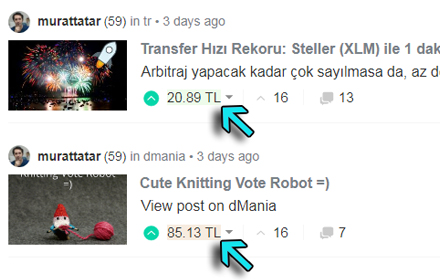 murattatar (59) in tr • 3 days ago
Transfer Hızı Rekoru: Steller (XLM) ile 1 dak
Arbitraj yapacak kadar çok sayılmasa da, az de
20.89 TL 16 13
murattatar (59) in dmania • 3 days ago
Knitting Vote Robot
=)
Cute Knitting Vote Robot =)
View post on dMania
85.13 TL 16 7